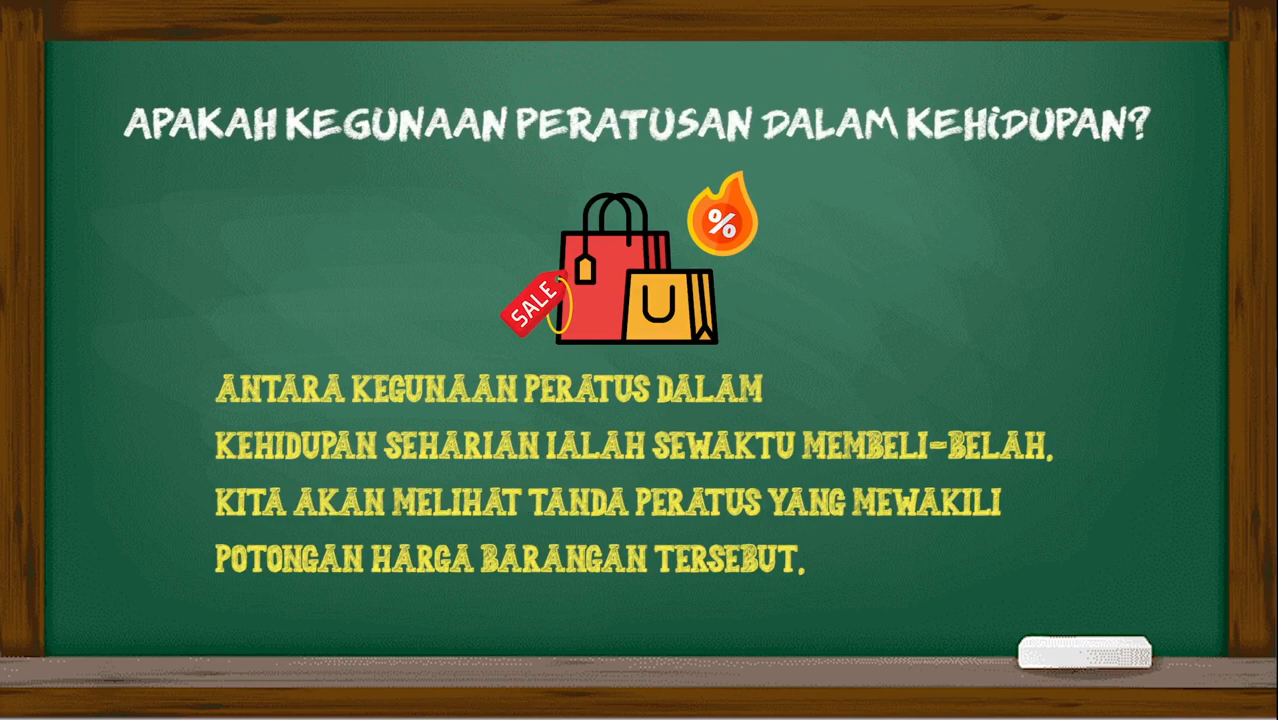 APAKAH KEGUNAAN PERATUSAN DALAM KEHiDUPAN?
%
SALE
ANTARA KEGUNAAN PERATUS DALAM
KEHIDUPAN SEHARIAN IALAH SEWAKTU MEMBELI-BELAH.
KITA AKAN MELIHAT TANDA PERATUS YANG MEWAKILI
POTONGAN HARGA BARANGAN TERSEBUT.